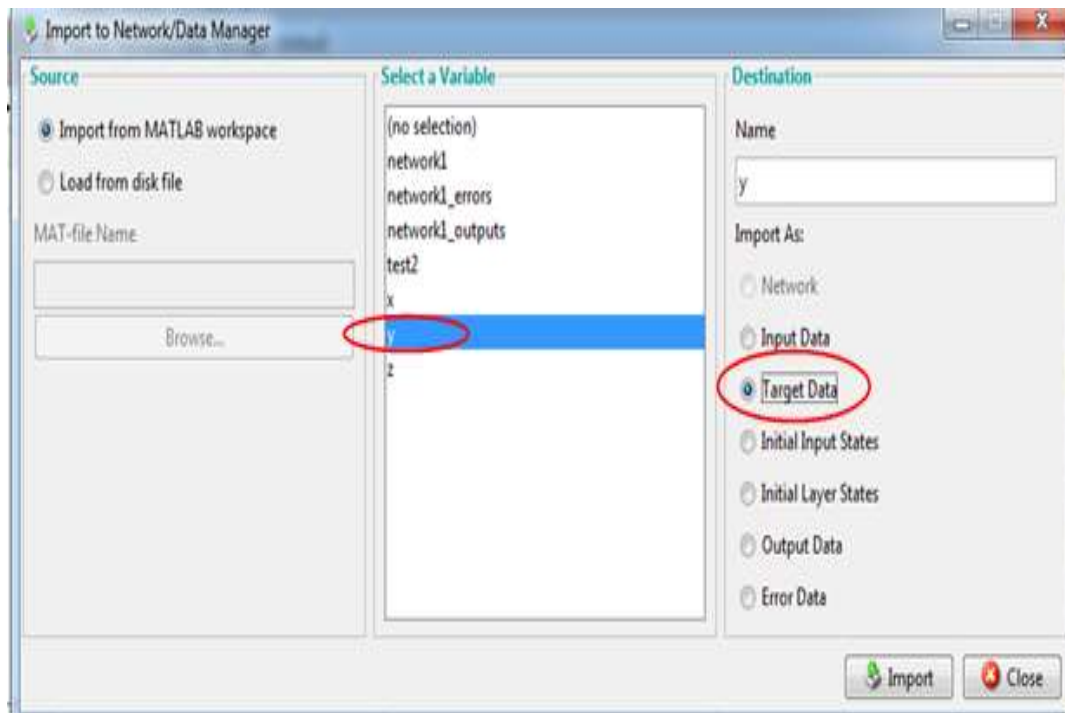 Import to Network/Data Manager
Source
Import from MATLAB workspace
Load from disk file
MAT-file Name
Browse...
Select a Variable
(no selection)
network1
network1_errors
network1_outputs
test2
x
y
z
Destination
Name
y
Import As:
Network
Input Data
Target Data
Initial Input States
Initial Layer States
Output Data
Error Data
Import
Close